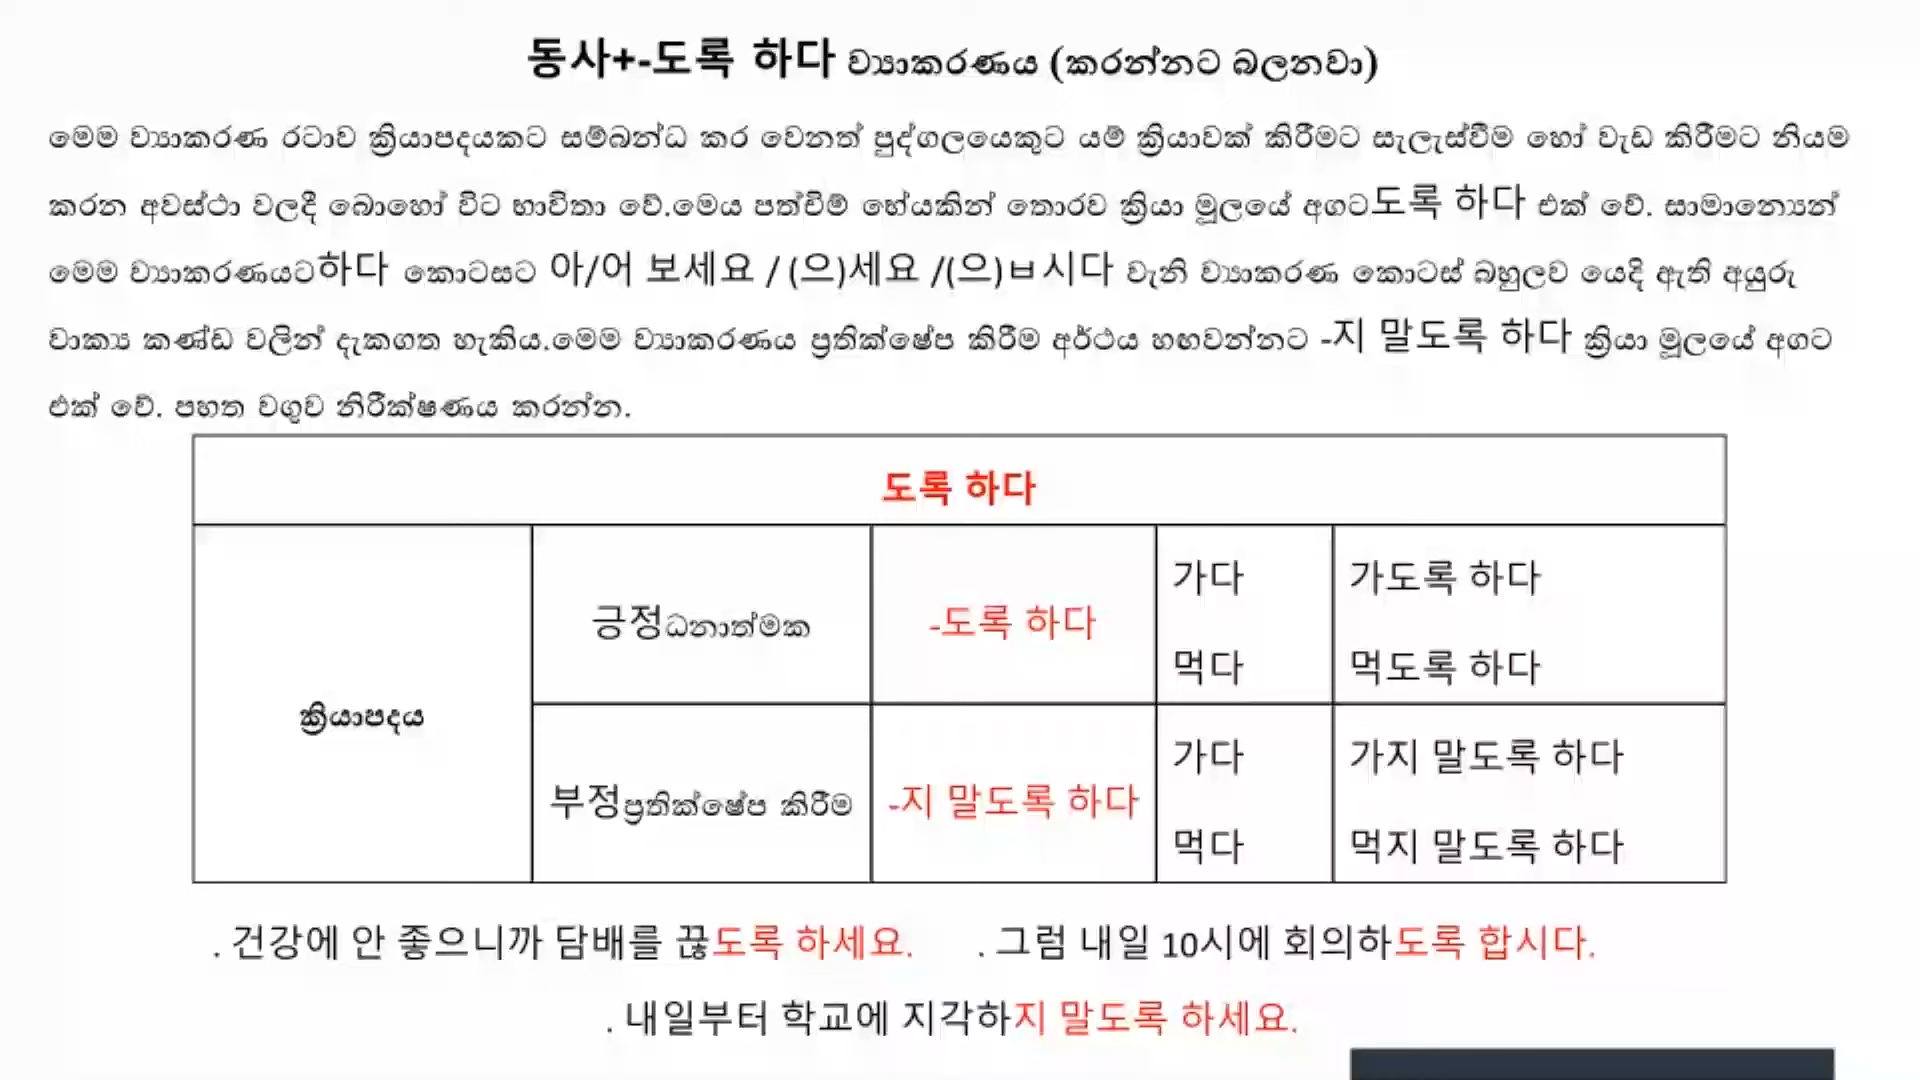 동사+-도록 하다 ව්‍යාකරණය (කරන්නට බලනවා)
මෙම ව්‍යාකරණ රටාව ක්‍රියාපදයකට සම්බන්ධ කර වෙනත් පුද්ගලයෙකුට යම් ක්‍රියාවක් කිරීමට සැලැස්වීම හෝ වැඩ කිරීමට නියම
කරන අවස්ථා වලදී බොහෝ විට භාවිතා වේ.මෙය පත්චිම් භේයකින් තොරව ක්‍රියා මූලයේ අගට도록 하다 එක් වේ. සාමාන්‍යෙන්
මෙම ව්‍යාකරණයට하다 කොටසට 아/어 보세요 / (으)세요 /(으)ㅂ시다 වැනි ව්‍යාකරණ කොටස් බහුලව යෙදි ඇති අයුරු
වාක්‍ය කණ්ඩ වලින් දැකගත හැකිය.මෙම ව්‍යාකරණය ප්‍රතික්ෂේප කිරීම අර්ථය හඟවන්නට -지 말도록 하다 ක්‍රියා මූලයේ අගට
එක් වේ. පහත වගුව නිරීක්ෂණය කරන්න.
도록 하다
ක්‍රියාපදය
긍정ධනාත්මක
-도록 하다
가다
가도록 하다
먹다
먹도록 하다
부정ප්‍රතික්ෂේප කිරීම
-지 말도록 하다
가다
가지 말도록 하다
먹다
먹지 말도록 하다
. 건강에 안 좋으니까 담배를 끊도록 하세요.
. 그럼 내일 10시에 회의하도록 합시다.
. 내일부터 학교에 지각하지 말도록 하세요.